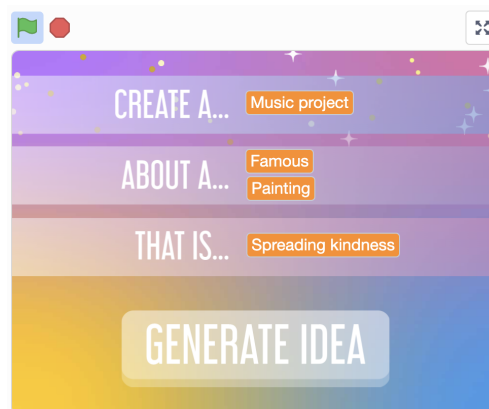 CREATE A... Music project
ABOUT A... Famous
Painting
THAT IS... Spreading kindness
GENERATE IDEA